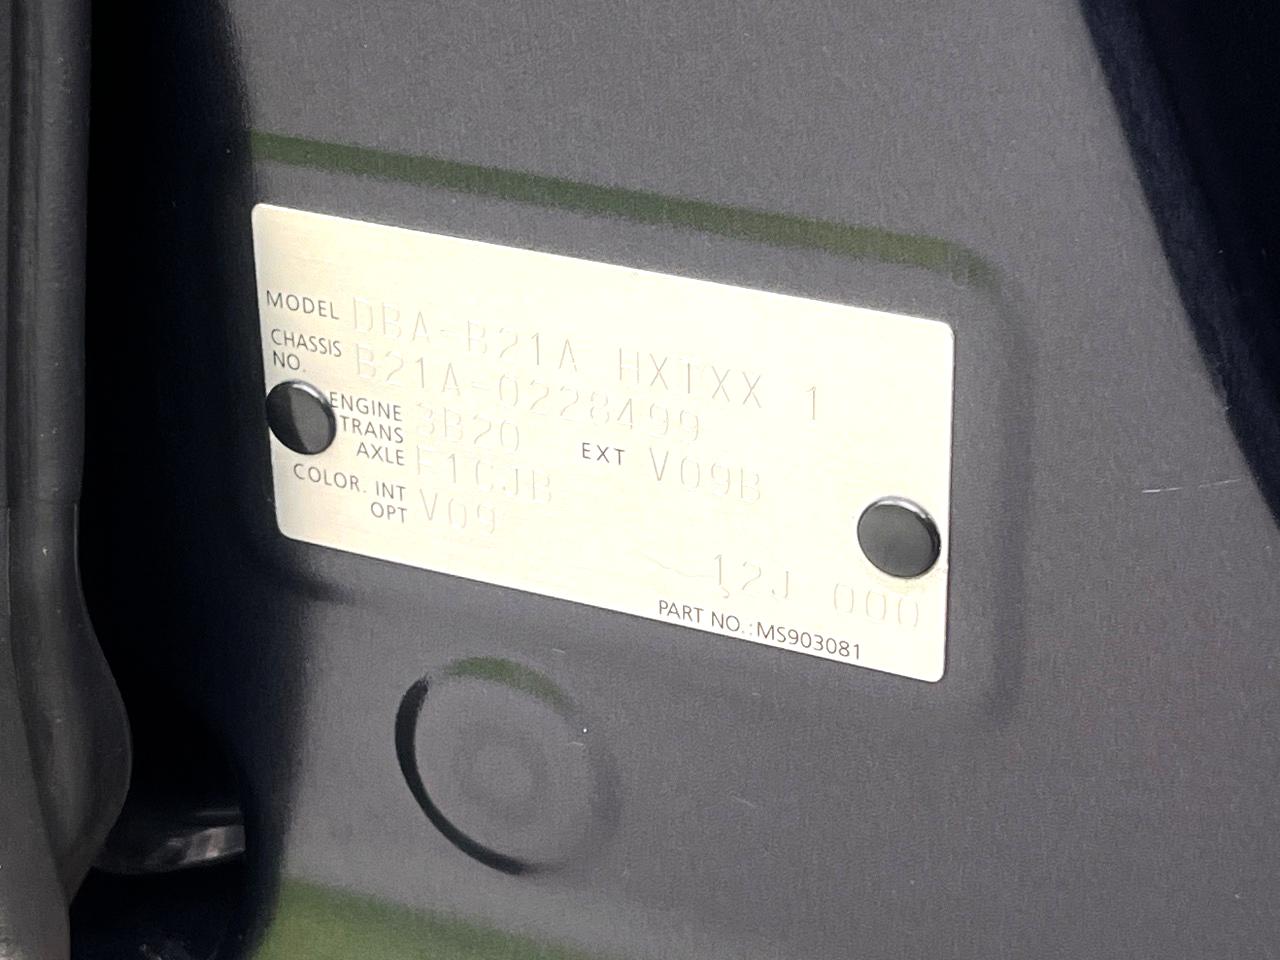 MODEL DBA-B21A HXTXX 1
CHASSIS NO. B21A-0228499
ENGINE 3B20
TRANS AXLE F1CJB EXT V09B
COLOR. INT
OPT V09
12J 000
PART NO.:MS903081